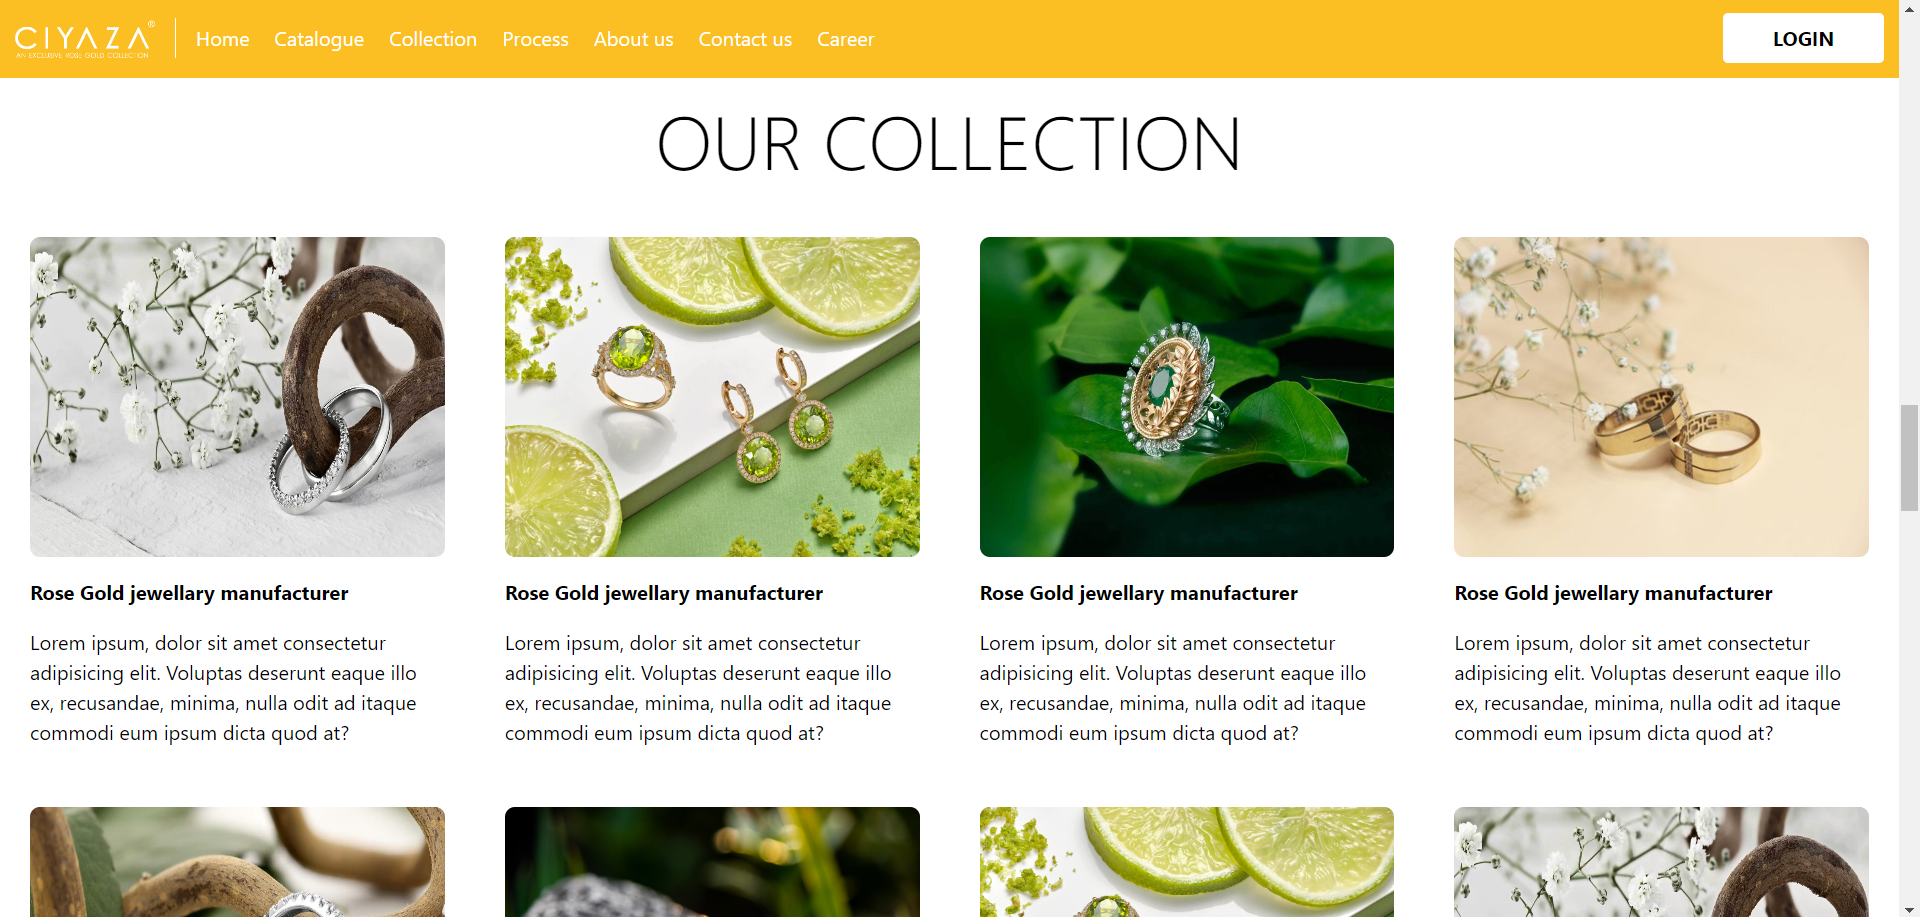 CIYAZA®
AN EXCLUSIVE ROSE GOLD COLLECTION
Home
Catalogue
Collection
Process
About us
Contact us
Career
LOGIN
OUR COLLECTION
Rose Gold jewellary manufacturer
Lorem ipsum, dolor sit amet consectetur
adipisicing elit. Voluptas deserunt eaque illo
ex, recusandae, minima, nulla odit ad itaque
commodi eum ipsum dicta quod at?
Rose Gold jewellary manufacturer
Lorem ipsum, dolor sit amet consectetur
adipisicing elit. Voluptas deserunt eaque illo
ex, recusandae, minima, nulla odit ad itaque
commodi eum ipsum dicta quod at?
Rose Gold jewellary manufacturer
Lorem ipsum, dolor sit amet consectetur
adipisicing elit. Voluptas deserunt eaque illo
ex, recusandae, minima, nulla odit ad itaque
commodi eum ipsum dicta quod at?
Rose Gold jewellary manufacturer
Lorem ipsum, dolor sit amet consectetur
adipisicing elit. Voluptas deserunt eaque illo
ex, recusandae, minima, nulla odit ad itaque
commodi eum ipsum dicta quod at?